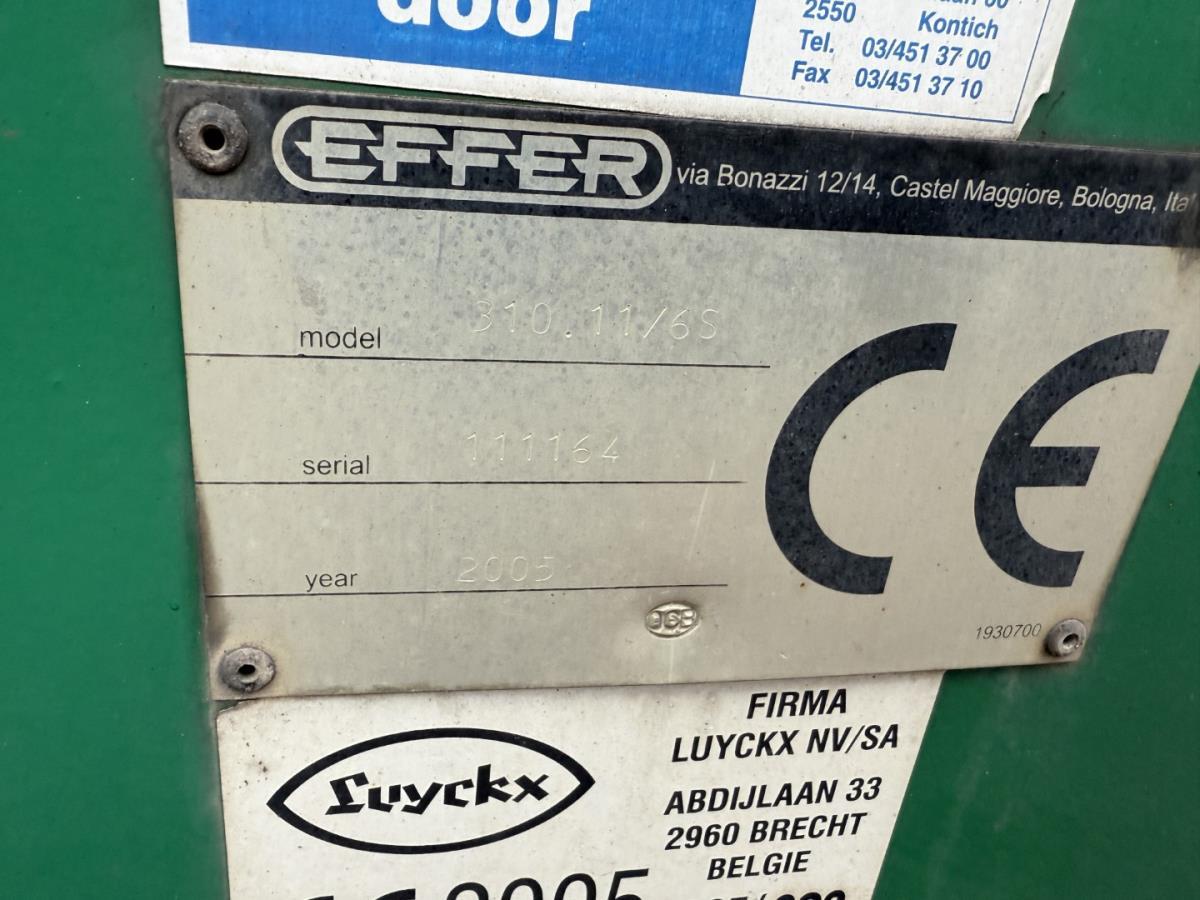 door
2550 Kontich
Tel. 03/451 37 00
Fax 03/451 37 10
EFFER via Bonazzi 12/14, Castel Maggiore, Bologna,
model 310.11/6S
serial 111164
year 2005
CE
1930700
Luyckx
FIRMA
LUYCKX NV/SA
ABDIJLAAN 33
2960 BRECHT
BELGIE
2005